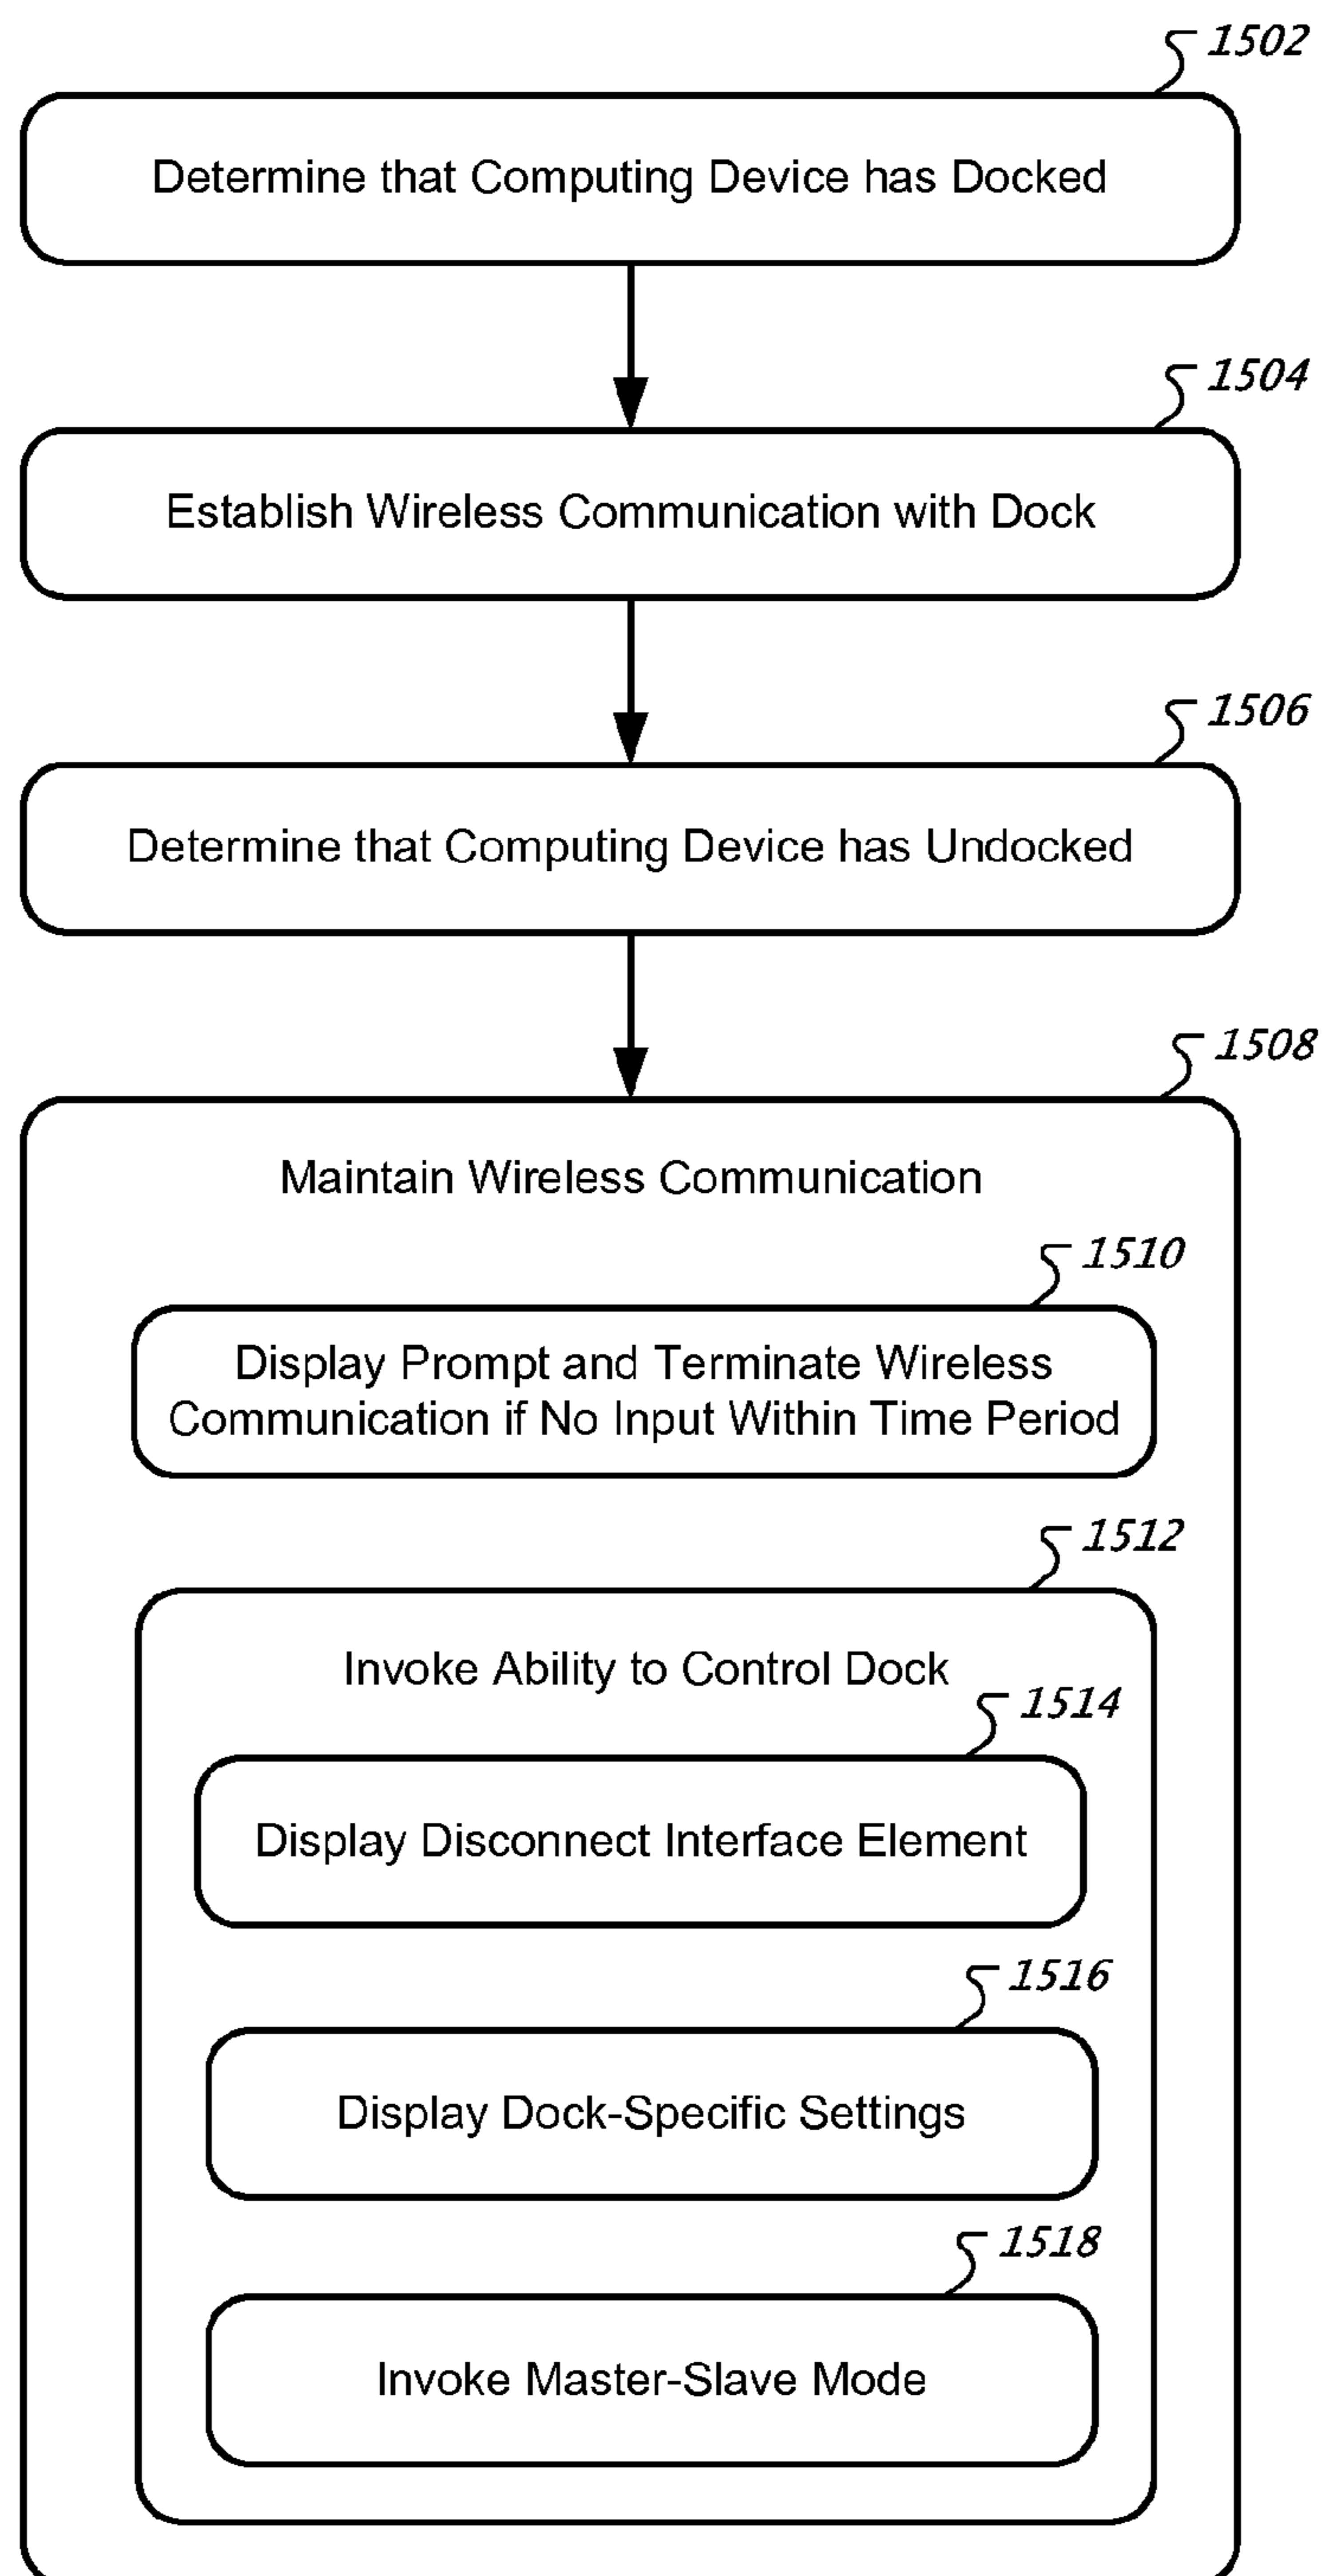 1502
Determine that Computing Device has Docked
1504
Establish Wireless Communication with Dock
1506
Determine that Computing Device has Undocked
1508
Maintain Wireless Communication
1510
Display Prompt and Terminate Wireless
Communication if No Input Within Time Period
1512
Invoke Ability to Control Dock
1514
Display Disconnect Interface Element
1516
Display Dock-Specific Settings
1518
Invoke Master-Slave Mode